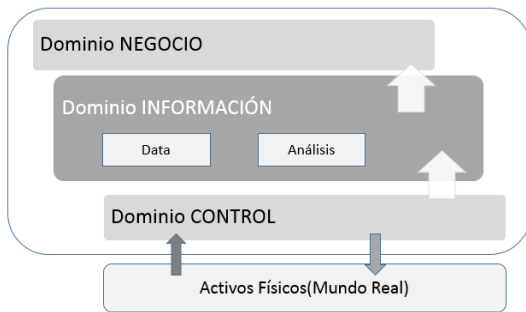 Dominio NEGOCIO
Dominio INFORMACIÓN
Data
Análisis
Dominio CONTROL
Activos Físicos(Mundo Real)